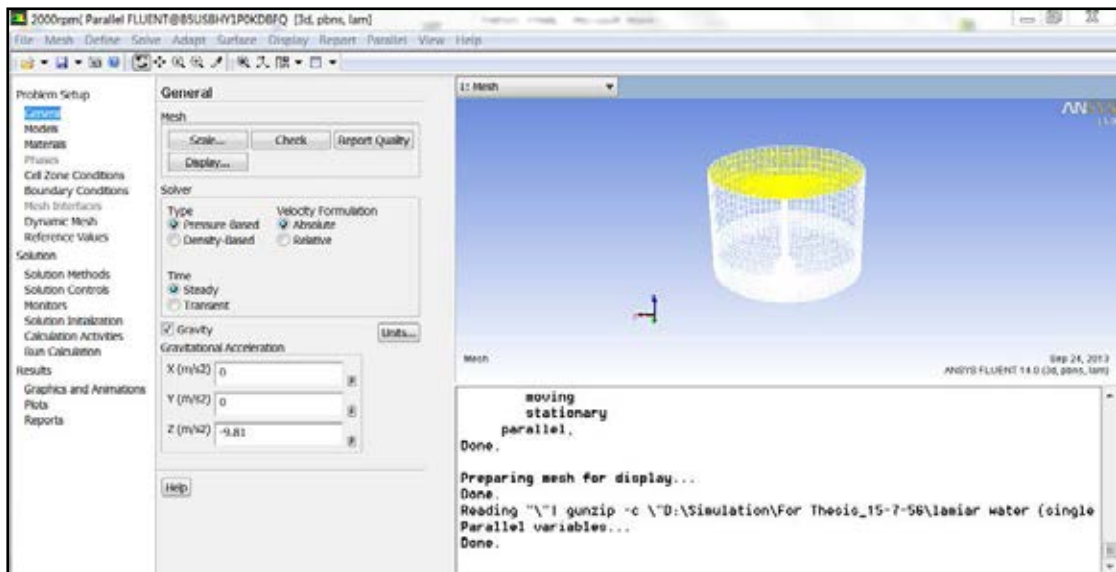 2000rpm( Parallel FLUENT@BSUSBHY1P0KDBFQ [3d, pbns, lam]
File Mesh Define Solve Adapt Surface Display Report Parallel View Help
Problem Setup
General
Models
Materials
Phases
Cell Zone Conditions
Boundary Conditions
Mesh Interfaces
Dynamic Mesh
Reference Values
Solution
Solution Methods
Solution Controls
Monitors
Solution Initialization
Calculation Activities
Run Calculation
Results
Graphics and Animations
Plots
Reports
General
Mesh
Scale... Check Report Quality
Display...
Solver
Type Velocity Formulation
Pressure-Based Absolute
Density-Based Relative
Time
Steady
Transient
Gravity Units...
Gravitational Acceleration
X (m/s2) 0
Y (m/s2) 0
Z (m/s2) -9.81
Help
1: Mesh
ANSYS
Mesh
Sep 24, 2013
ANSYS FLUENT 14.0 (3d, pbns, lam)
moving
stationary
parallel,
Done.
Preparing mesh for display...
Done.
Reading "\"| gunzip -c \"D:\Simulation\For Thesis_15-7-56\lamiar water (single
Parallel variables...
Done.